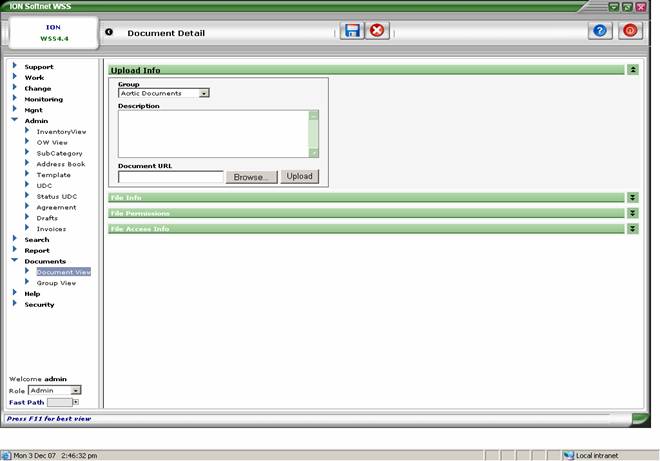 ION Softnet WSS
ION
WSS4.4
Document Detail
Support
Work
Change
Monitoring
Mgnt
Admin
InventoryView
OW View
SubCategory
Address Book
Template
UDC
Status UDC
Agreement
Drafts
Invoices
Search
Report
Documents
Document View
Group View
Help
Security
Welcome admin
Role Admin
Fast Path
Upload Info
Group
Aortic Documents
Description
Document URL
Browse... Upload
File Info
File Permissions
File Access Info
Press F11 for best view
Mon 3 Dec 07 2:46:32 pm Local intranet